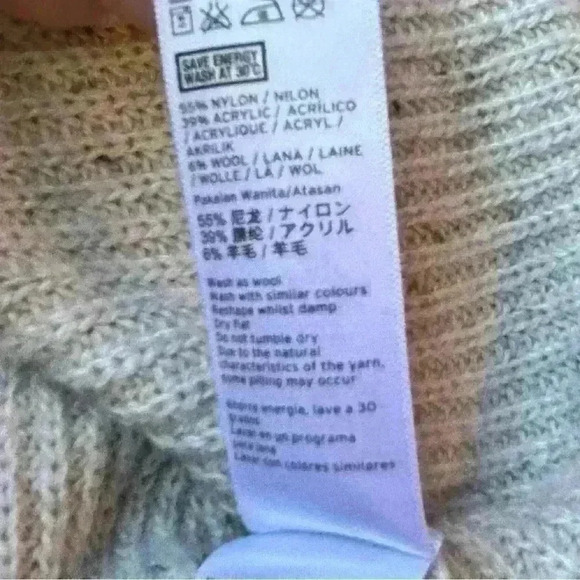 SAVE ENERGY
WASH AT 30°C
55% NYLON / NILON
39% ACRYLIC / ACRÍLICO
/ ACRYLIQUE / ACRYL /
AKRILIK
6% WOOL / LANA / LAINE
/ WOLLE / LÃ / WOL
Pakaian Wanita/Atasan
55% 尼龙 / ナイロン
39% 腈纶 / アクリル
6% 羊毛 / 羊毛
Wash as wool
Wash with similar colours
Reshape whilst damp
Dry flat
Do not tumble dry
Due to the natural
characteristics of the yarn,
some pilling may occur
Ahorre energía, lave a 30
grados
Lavar en un programa
para lana
Lavar con colores similares